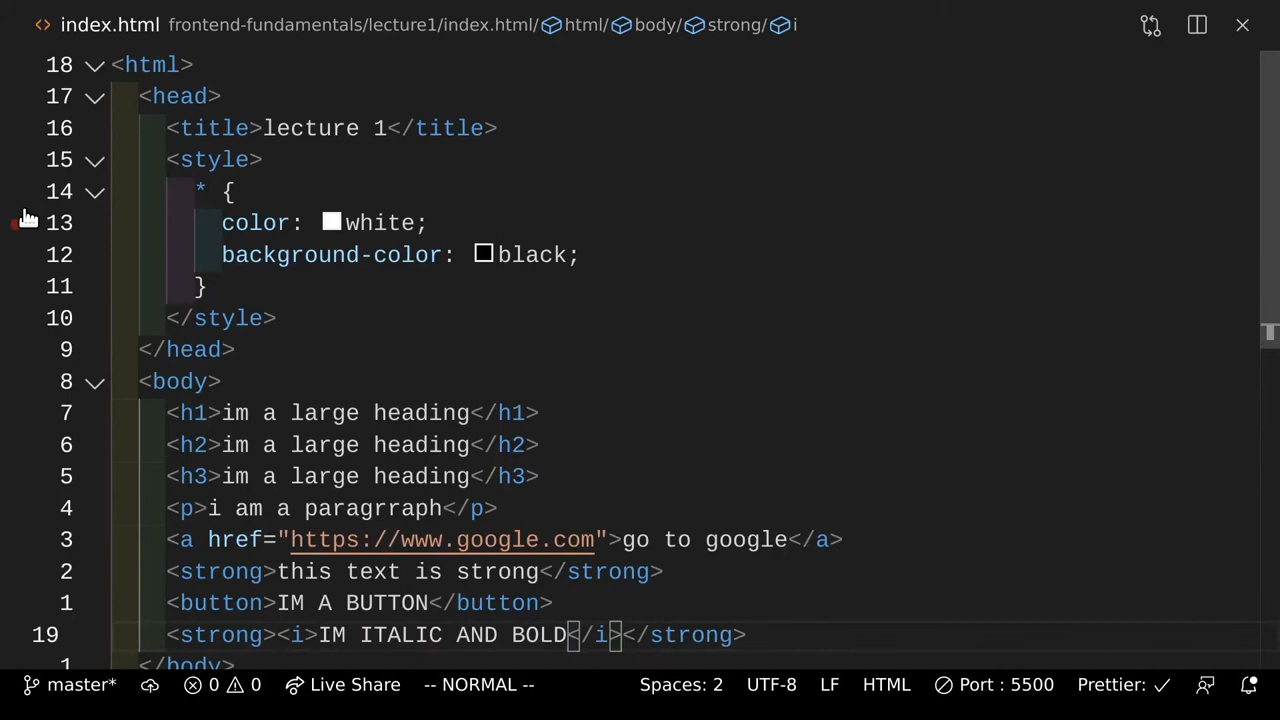 index.html frontend-fundamentals/lecture1/index.html/html/body/strong/i
18 <html>
17 <head>
16 <title>lecture 1</title>
15 <style>
14 * {
13 color: white;
12 background-color: black;
11 }
10 </style>
9 </head>
8 <body>
7 <h1>im a large heading</h1>
6 <h2>im a large heading</h2>
5 <h3>im a large heading</h3>
4 <p>i am a paragrraph</p>
3 <a href="https://www.google.com">go to google</a>
2 <strong>this text is strong</strong>
1 <button>IM A BUTTON</button>
19 <strong><i>IM ITALIC AND BOLD</i></strong>
1 </body>
master* 0 0 Live Share -- NORMAL -- Spaces: 2 UTF-8 LF HTML Port : 5500 Prettier: ✓